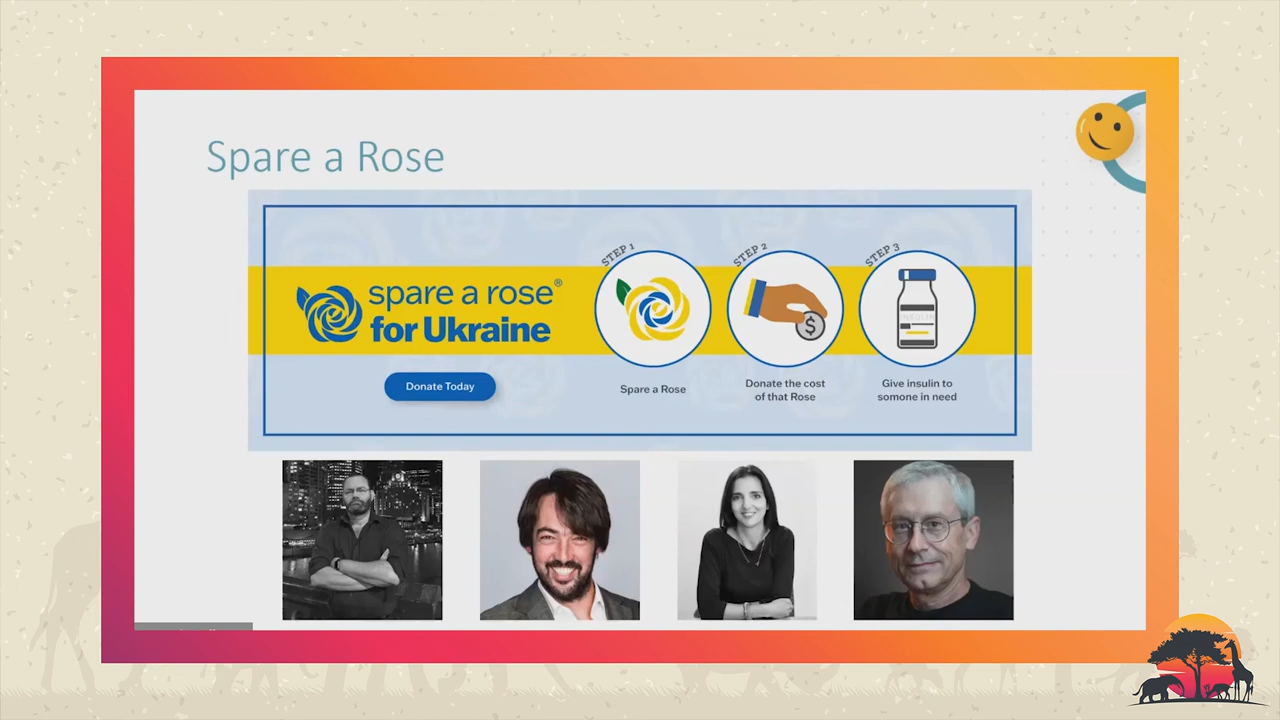 Spare a Rose
spare a rose®
for Ukraine
Donate Today
STEP 1
Spare a Rose
STEP 2
Donate the cost
of that Rose
STEP 3
INSULIN
Give insulin to
somone in need